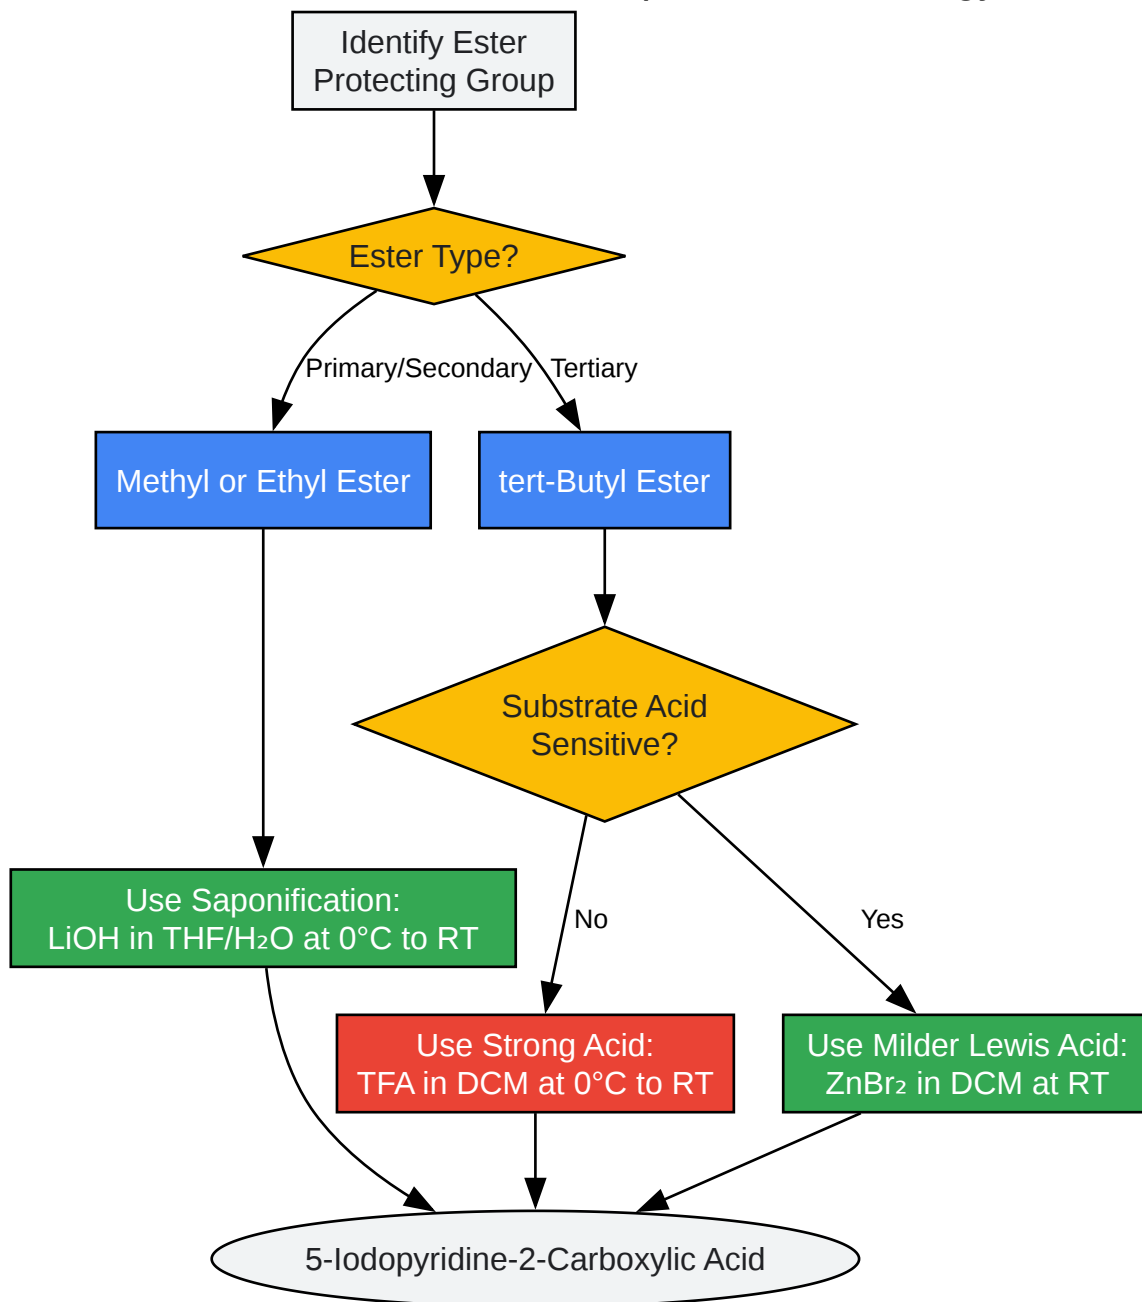 Identify Ester
Protecting Group
Ester Type?
Primary/Secondary
Tertiary
Methyl or Ethyl Ester
tert-Butyl Ester
Substrate Acid
Sensitive?
Use Saponification:
LiOH in THF/H₂O at 0°C to RT
No
Yes
Use Strong Acid:
TFA in DCM at 0°C to RT
Use Milder Lewis Acid:
ZnBr₂ in DCM at RT
5-Iodopyridine-2-Carboxylic Acid